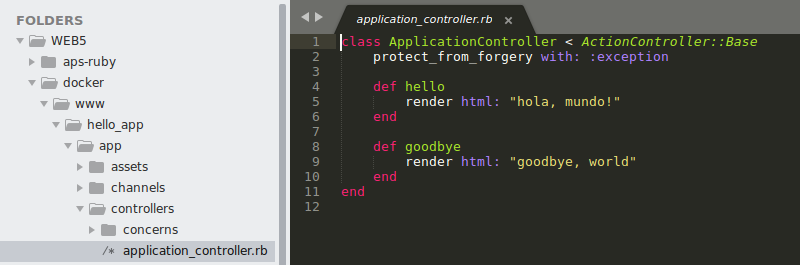 FOLDERS
WEB5
aps-ruby
docker
www
hello_app
app
assets
channels
controllers
concerns
/* application_controller.rb
application_controller.rb ×
1 class ApplicationController < ActionController::Base
2     protect_from_forgery with: :exception
3
4     def hello
5         render html: "hola, mundo!"
6     end
7
8     def goodbye
9         render html: "goodbye, world"
10     end
11 end
12